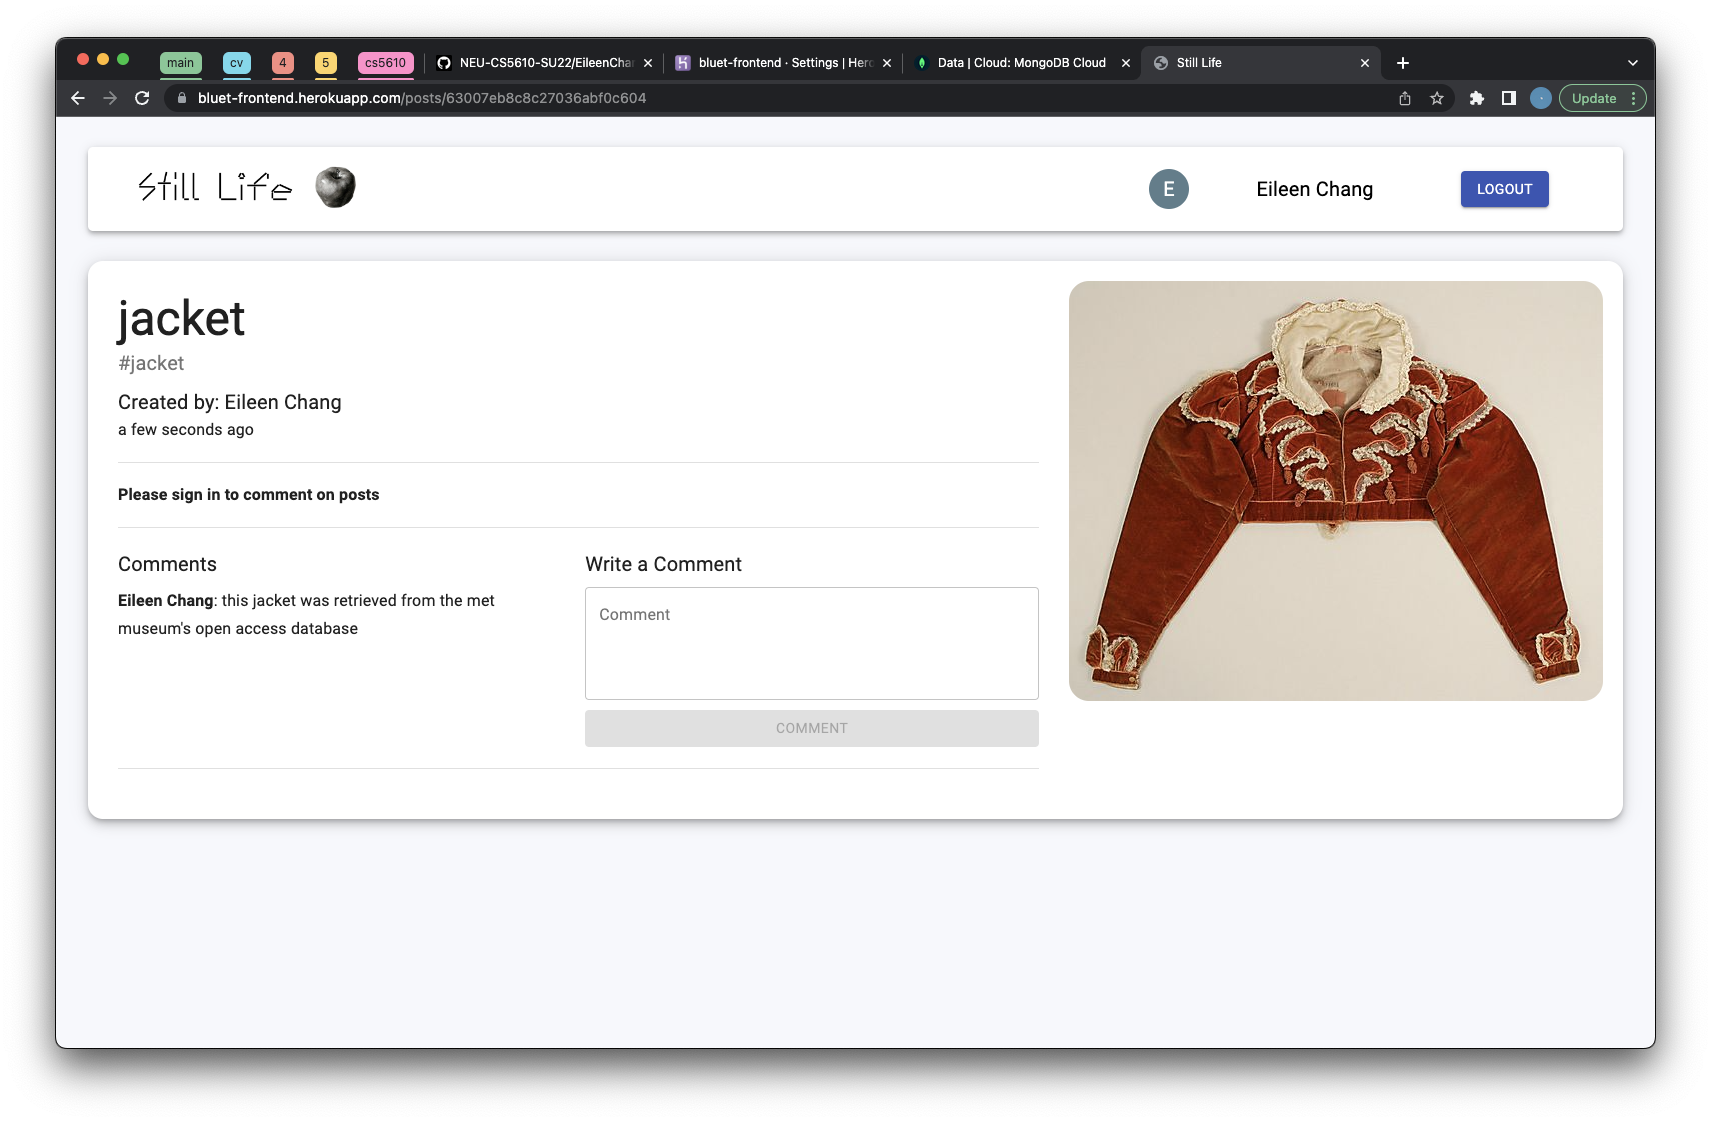 main
cv
4
5
cs5610
NEU-CS5610-SU22/EileenChan
bluet-frontend · Settings | Hero
Data | Cloud: MongoDB Cloud
Still Life
bluet-frontend.herokuapp.com/posts/63007eb8c8c27036abf0c604
Update
Still Life
E
Eileen Chang
LOGOUT
jacket
#jacket
Created by: Eileen Chang
a few seconds ago
Please sign in to comment on posts
Comments
Eileen Chang: this jacket was retrieved from the met
museum's open access database
Write a Comment
Comment
COMMENT